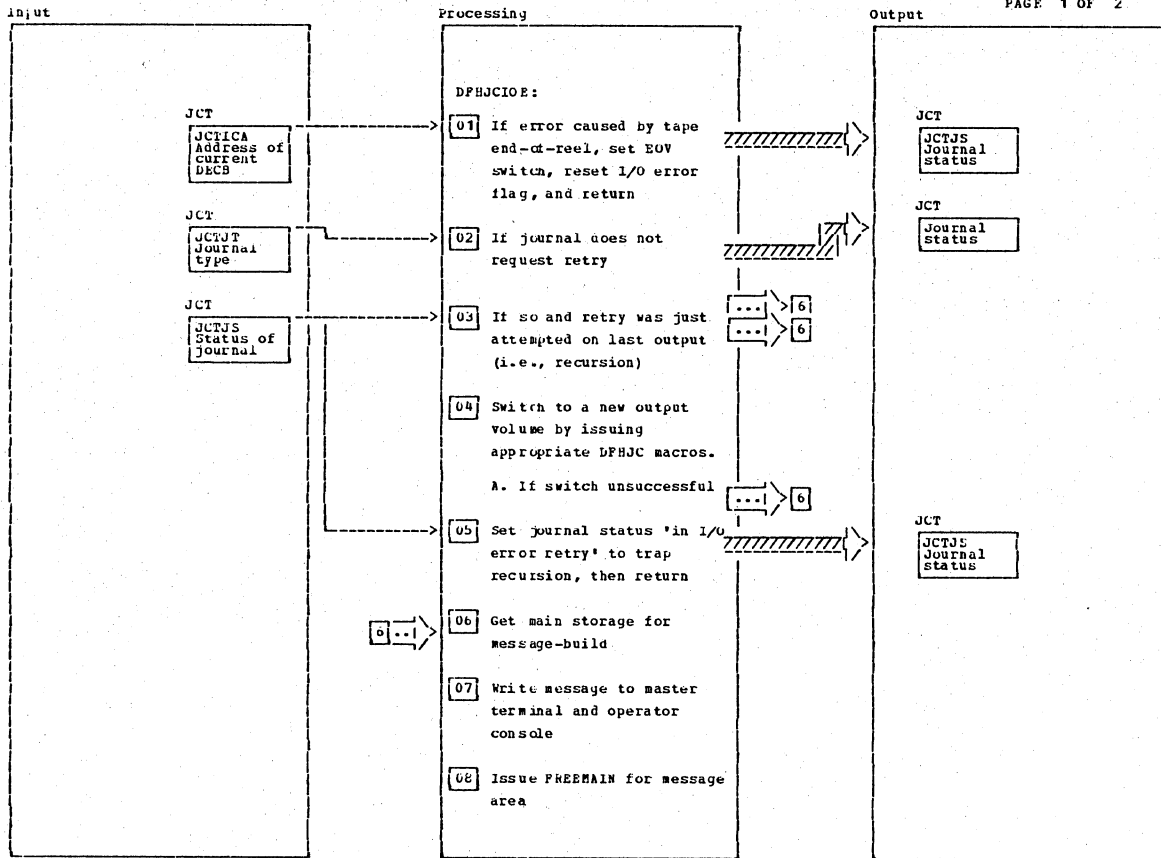 PAGE 1 OF 2
Input
Processing
Output
DFHJCIOE:
JCT
JCTICA
Address of
current
DECB
01 If error caused by tape
end-of-reel, set EOV
switch, reset I/O error
flag, and return
JCT
JCTJS
Journal
status
JCT
JCTJT
Journal
type
02 If journal does not
request retry
JCT
Journal
status
JCT
JCTJS
Status of
journal
03 If so and retry was just
attempted on last output
(i.e., recursion)
... 6
... 6
04 Switch to a new output
volume by issuing
appropriate DFHJC macros.
A. If switch unsuccessful
... 6
05 Set journal status 'in I/O
error retry' to trap
recursion, then return
JCT
JCTJS
Journal
status
6 ..
06 Get main storage for
message-build
07 Write message to master
terminal and operator
console
08 Issue FREEMAIN for message
area